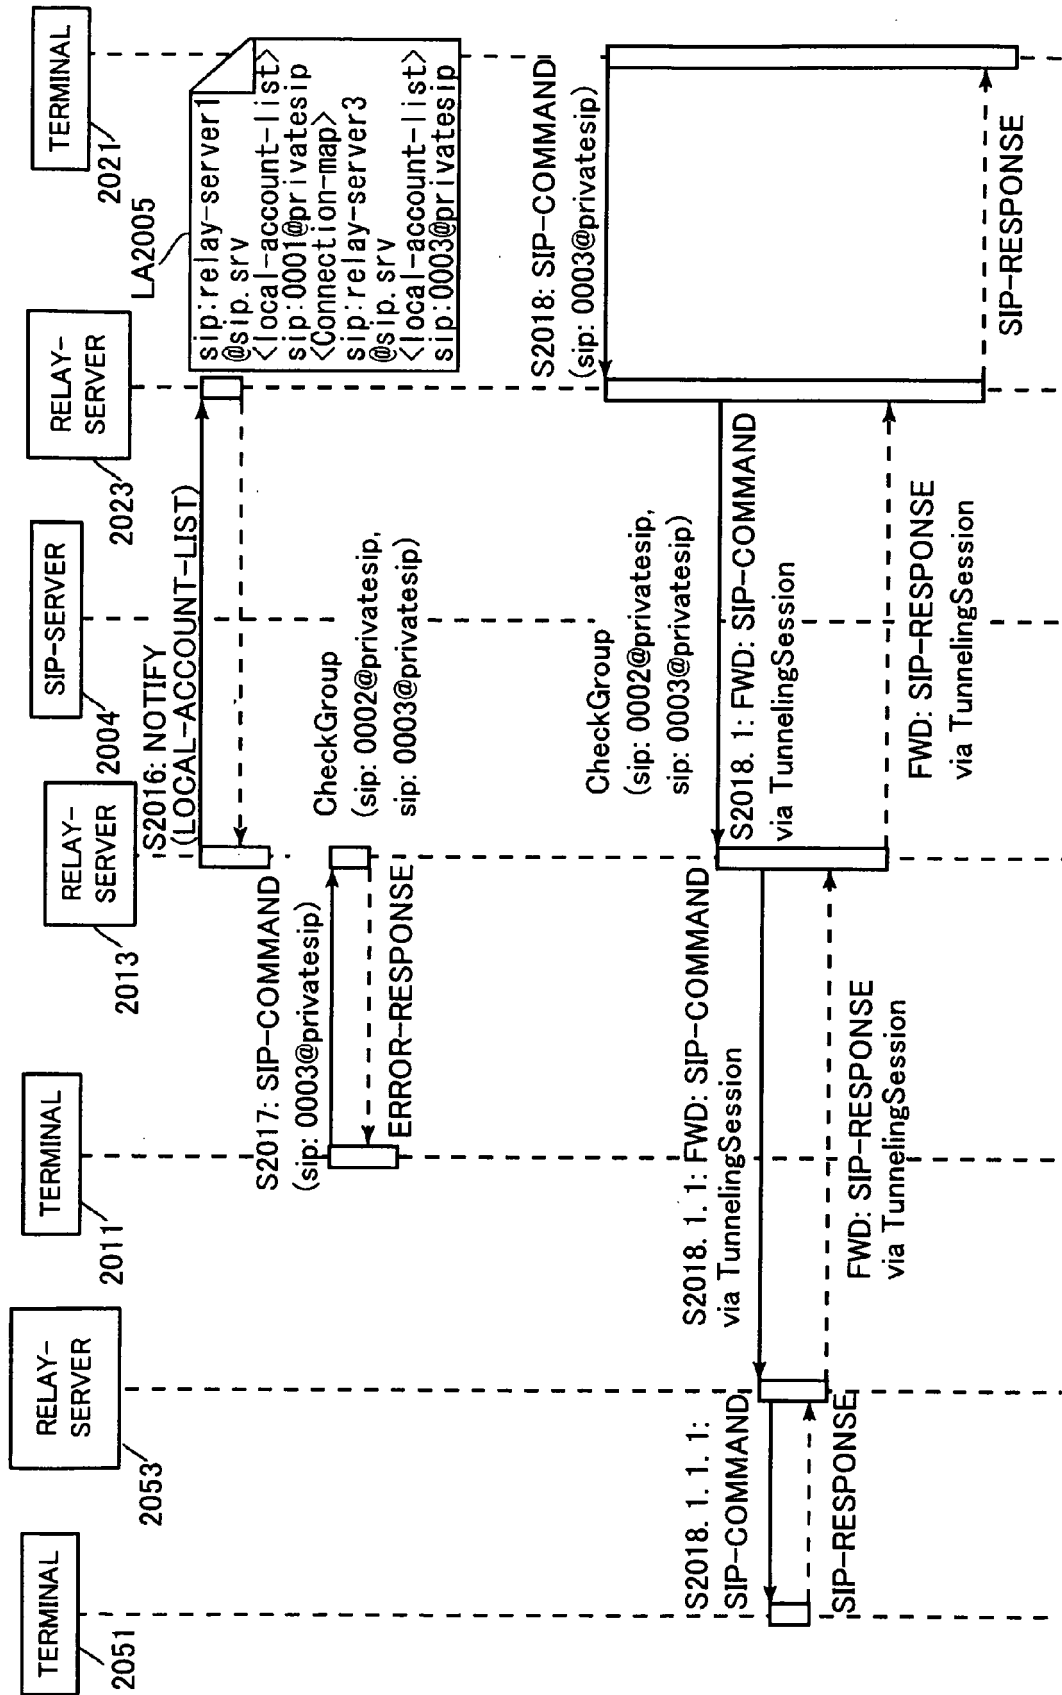 TERMINAL
2051
RELAY-
SERVER
2053
TERMINAL
2011
RELAY-
SERVER
2013
SIP-SERVER
2004
RELAY-
SERVER
2023
TERMINAL
2021
S2016: NOTIFY
(LOCAL-ACCOUNT-LIST)
LA2005
sip:relay-server1
@sip.srv
<local-account-list>
sip:0001@privatesip
<Connection-map>
sip:relay-server3
@sip.srv
<local-account-list>
sip:0003@privatesip
S2017: SIP-COMMAND
(sip: 0003@privatesip)
CheckGroup
(sip: 0002@privatesip,
sip: 0003@privatesip)
ERROR-RESPONSE
S2018: SIP-COMMAND
(sip: 0003@privatesip)
CheckGroup
(sip: 0002@privatesip,
sip: 0003@privatesip)
S2018. 1: FWD: SIP-COMMAND
via TunnelingSession
S2018. 1. 1: FWD: SIP-COMMAND
via TunnelingSession
S2018. 1. 1. 1:
SIP-COMMAND
SIP-RESPONSE
FWD: SIP-RESPONSE
via TunnelingSession
FWD: SIP-RESPONSE
via TunnelingSession
SIP-RESPONSE